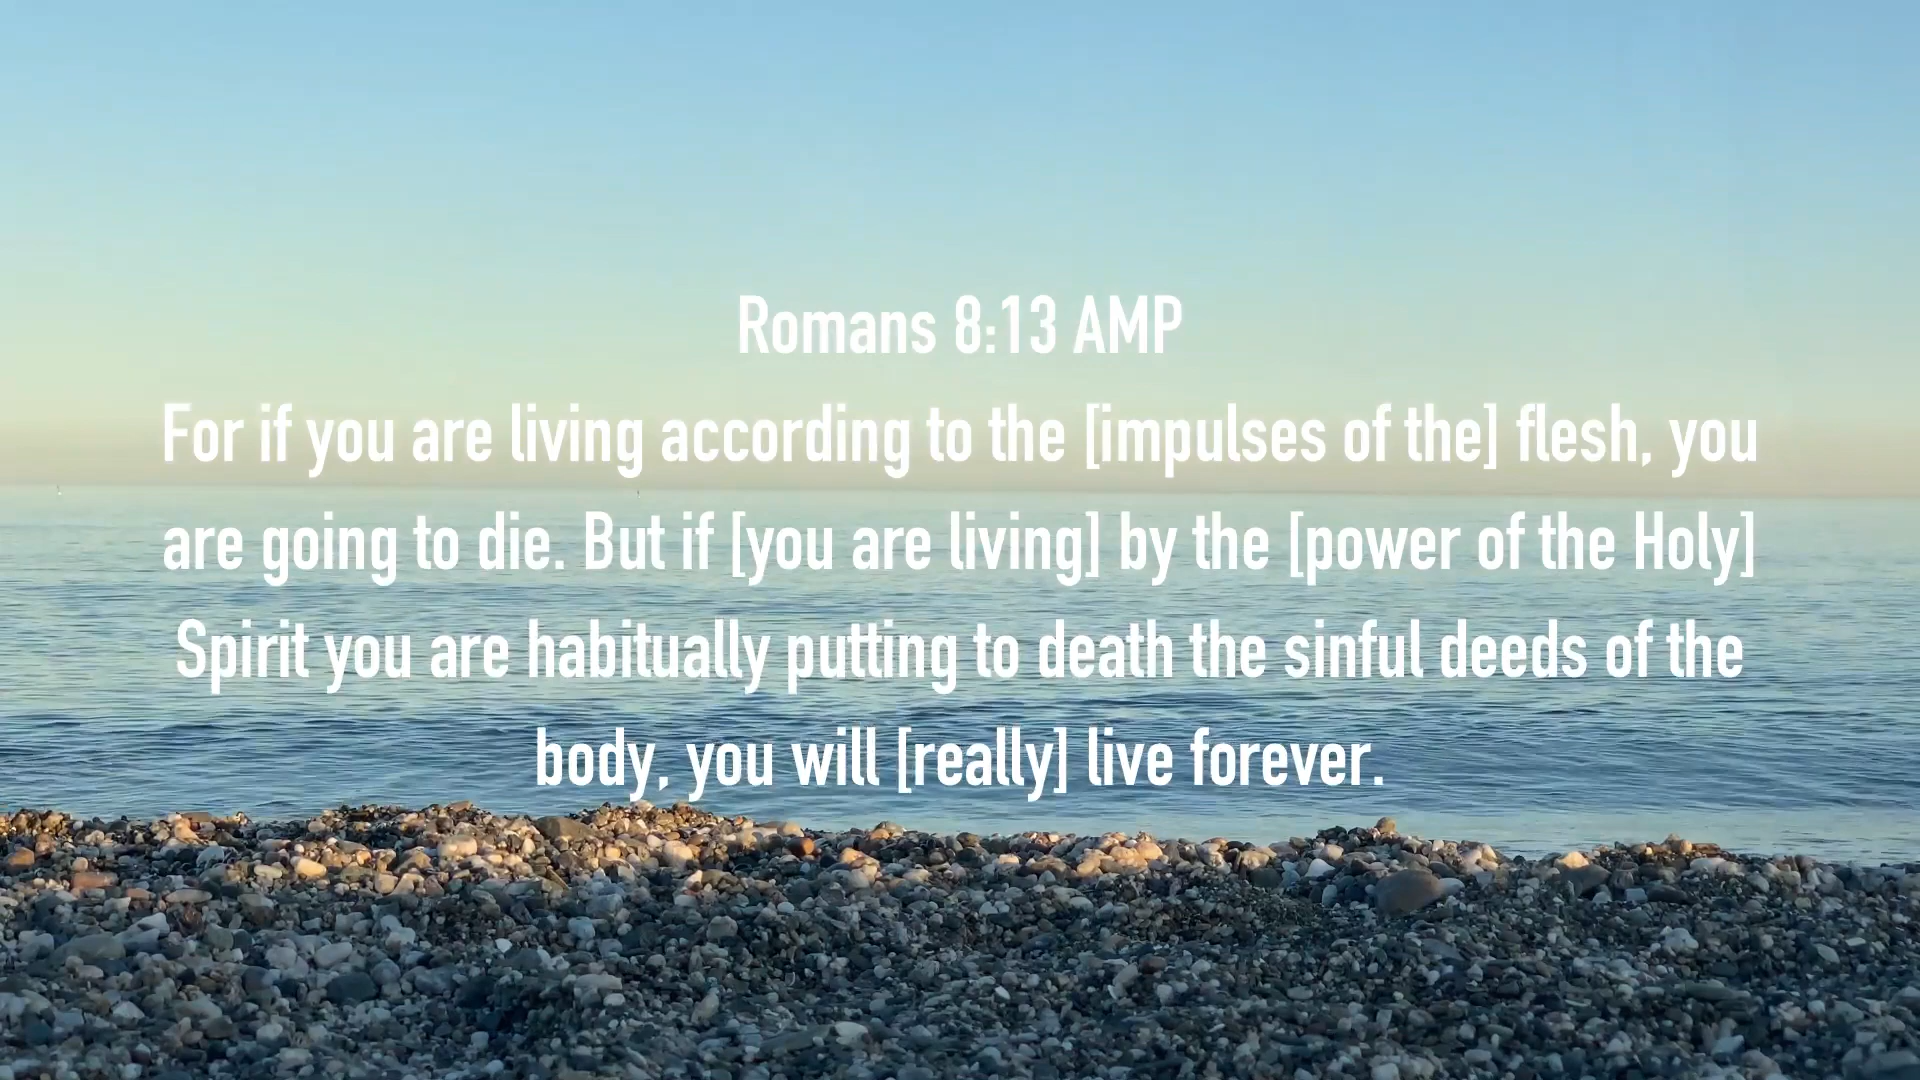 Romans 8:13 AMP
For if you are living according to the [impulses of the] flesh, you
are going to die. But if [you are living] by the [power of the Holy]
Spirit you are habitually putting to death the sinful deeds of the
body, you will [really] live forever.